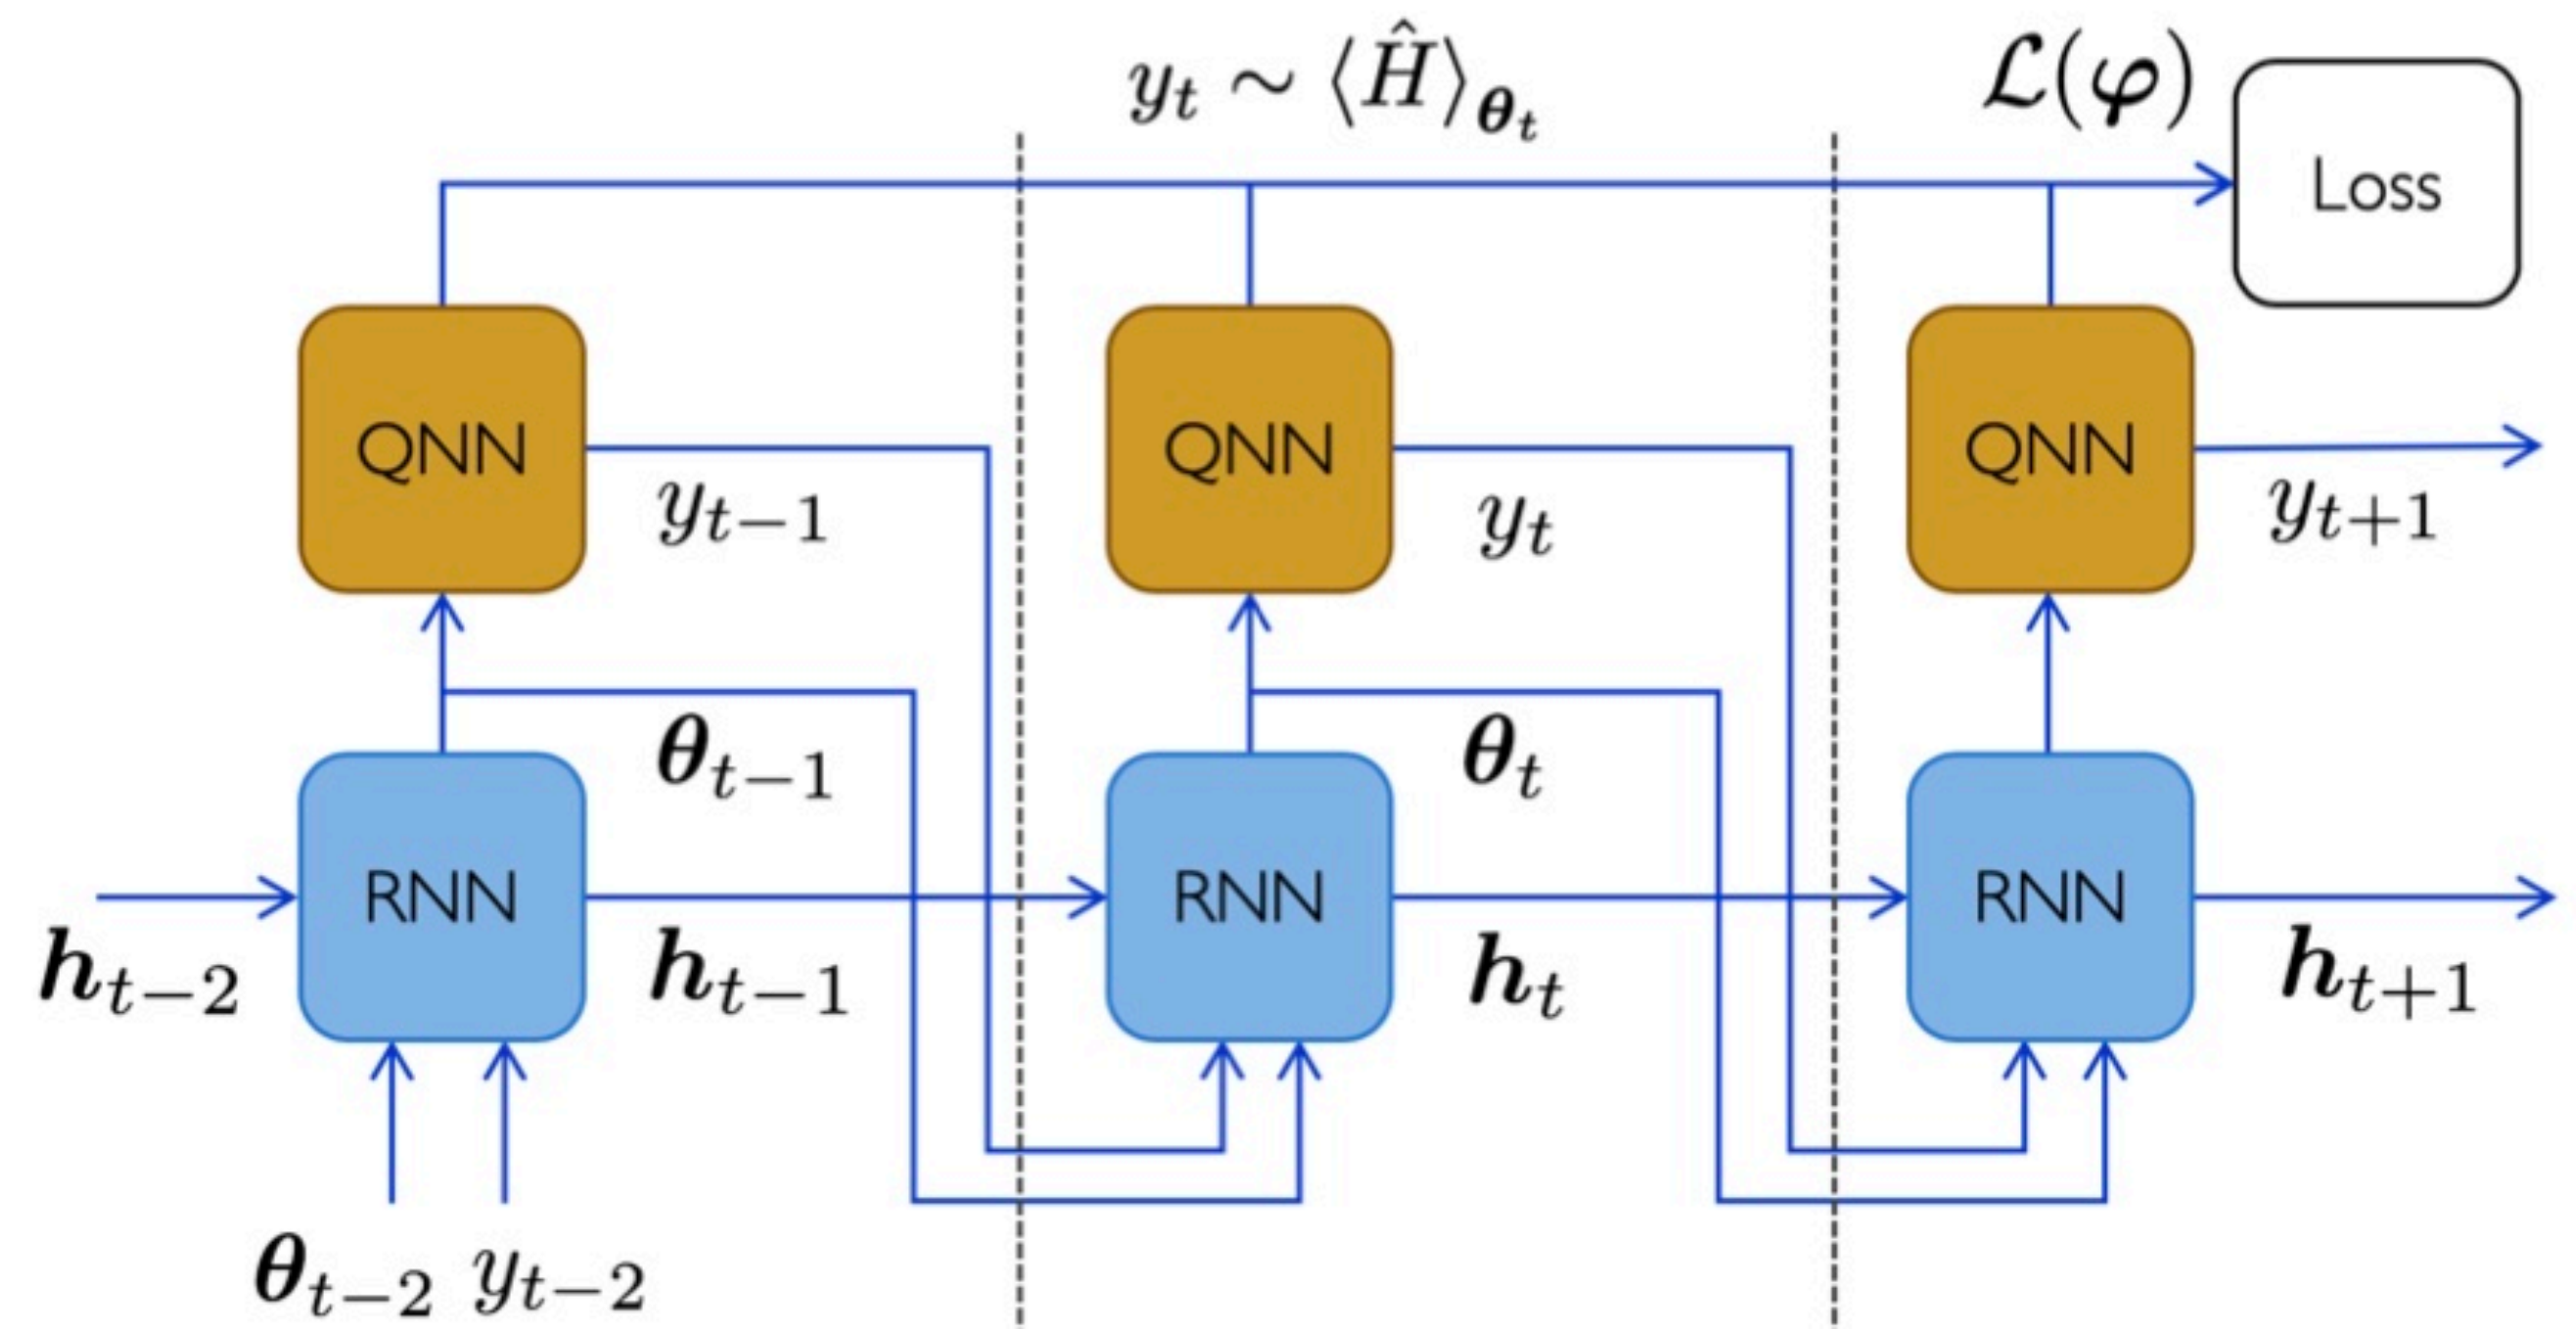 y_t ∼ ⟨Ĥ⟩_{θ_t}
ℒ(φ)
Loss
QNN
y_{t−1}
QNN
y_t
QNN
y_{t+1}
θ_{t−1}
θ_t
RNN
RNN
RNN
h_{t−2}
h_{t−1}
h_t
h_{t+1}
θ_{t−2} y_{t−2}